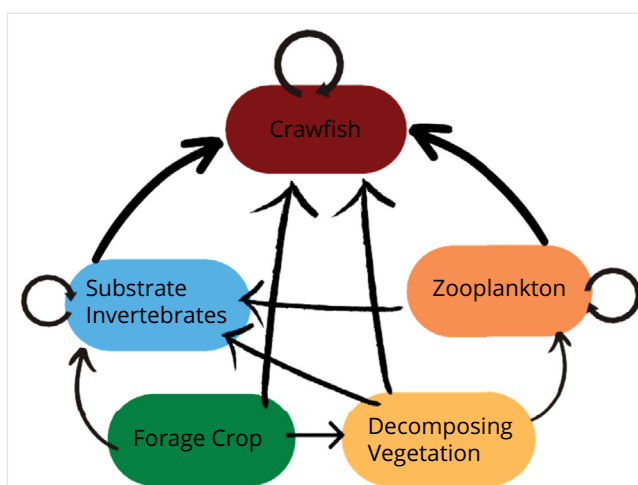 Crawfish
Substrate
Invertebrates
Zooplankton
Forage Crop
Decomposing
Vegetation